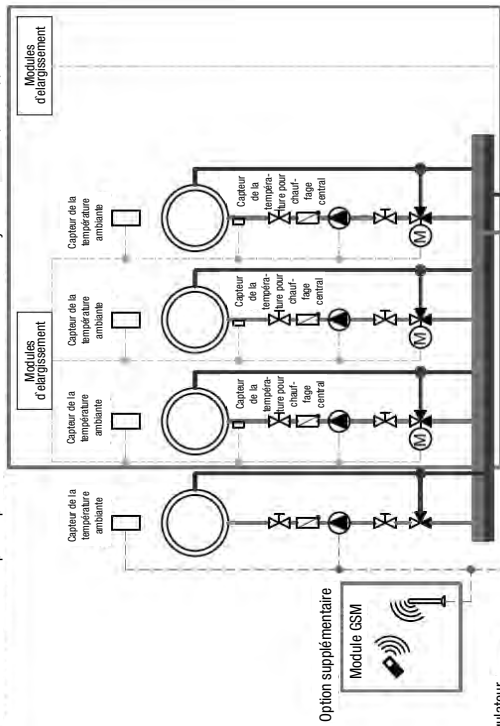 Modules
d'elargissement
Modules
d'elargissement
Capteur de la
température
ambiante
Capteur de la
température
ambiante
Capteur de la
température
ambiante
Capteur de la
température
ambiante
Capteur
de la
tempéra-
ture pour
chauf-
fage
central
Capteur
de la
tempéra-
ture pour
chauf-
fage
central
Capteur
de la
tempéra-
ture pour
chauf-
fage
central
M
M
M
Option supplémentaire
Module GSM